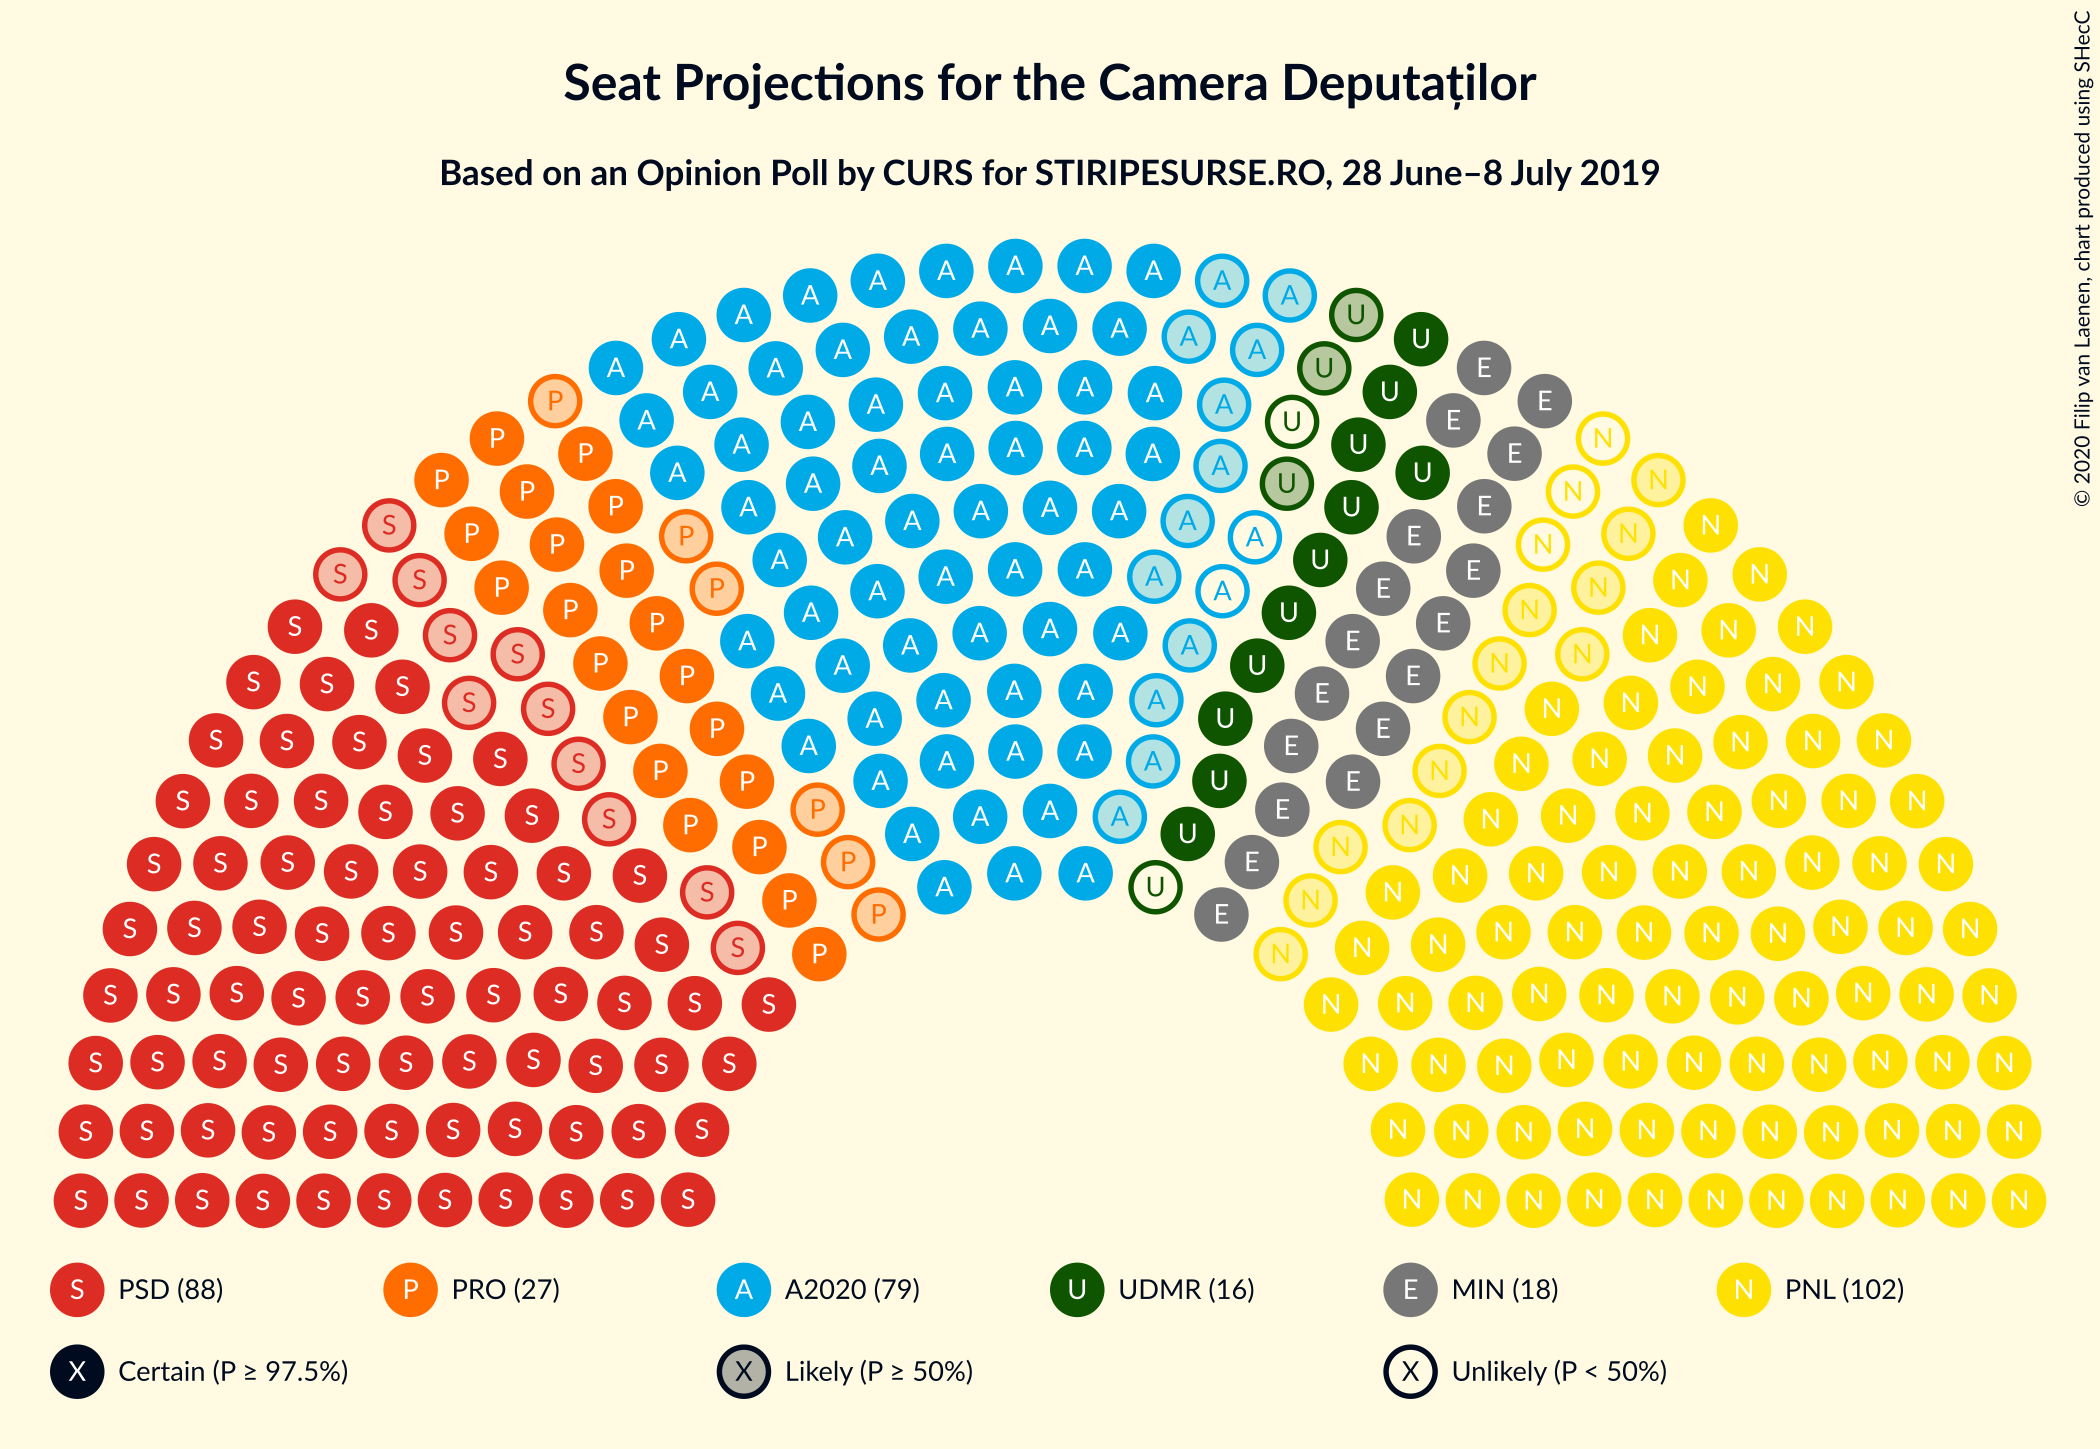 Seat Projections for the Camera Deputaților
Based on an Opinion Poll by CURS for STIRIPESURSE.RO, 28 June–8 July 2019
© 2020 Filip van Laenen, chart produced using SHecC
S PSD (88) P PRO (27) A A2020 (79) U UDMR (16) E MIN (18) N PNL (102)
X Certain (P ≥ 97.5%) X Likely (P ≥ 50%) X Unlikely (P < 50%)